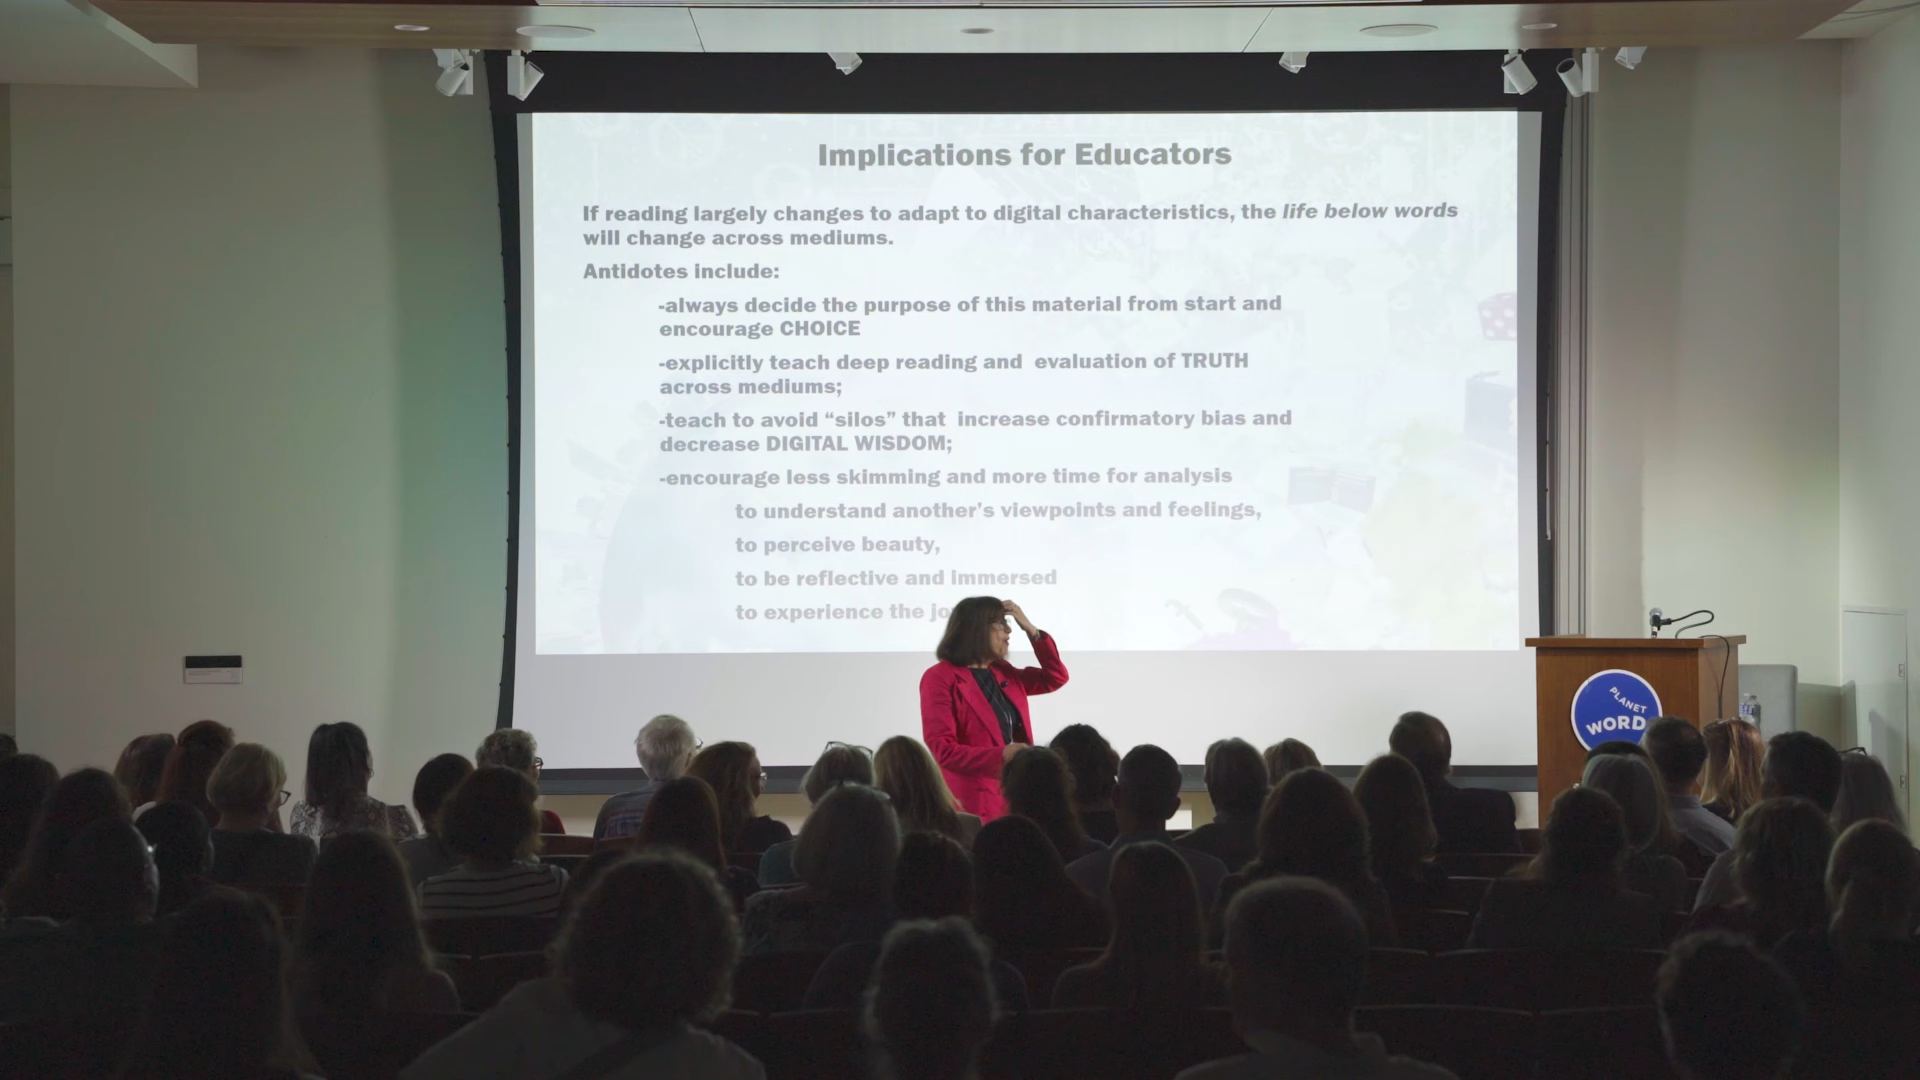 Implications for Educators
If reading largely changes to adapt to digital characteristics, the life below words
will change across mediums.
Antidotes include:
-always decide the purpose of this material from start and
encourage CHOICE
-explicitly teach deep reading and evaluation of TRUTH
across mediums;
-teach to avoid “silos” that increase confirmatory bias and
decrease DIGITAL WISDOM;
-encourage less skimming and more time for analysis
to understand another’s viewpoints and feelings,
to perceive beauty,
to be reflective and immersed
to experience the
PLANET
WORD